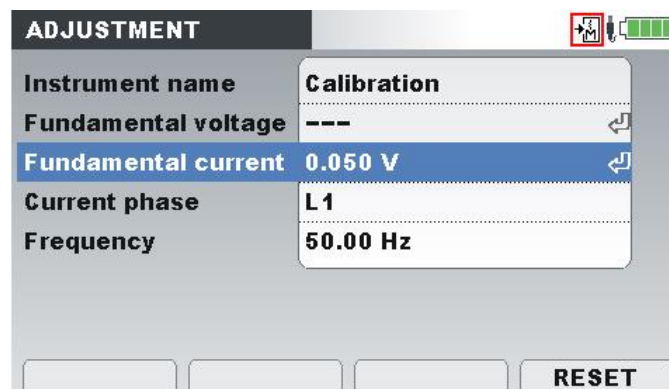 ADJUSTMENT
Instrument name Calibration
Fundamental voltage ---
Fundamental current 0.050 V
Current phase L1
Frequency 50.00 Hz
RESET